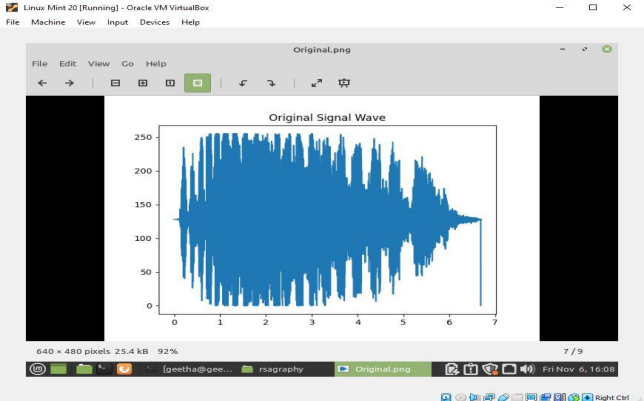 Linux Mint 20 [Running] - Oracle VM VirtualBox
File Machine View Input Devices Help
Original.png
File Edit View Go Help
Original Signal Wave
250
200
150
100
50
0
0 1 2 3 4 5 6 7
640 × 480 pixels 25.4 kB 92% 7 / 9
[geetha@gee... rsagraphy Original.png Fri Nov 6, 16:08
Right Ctrl